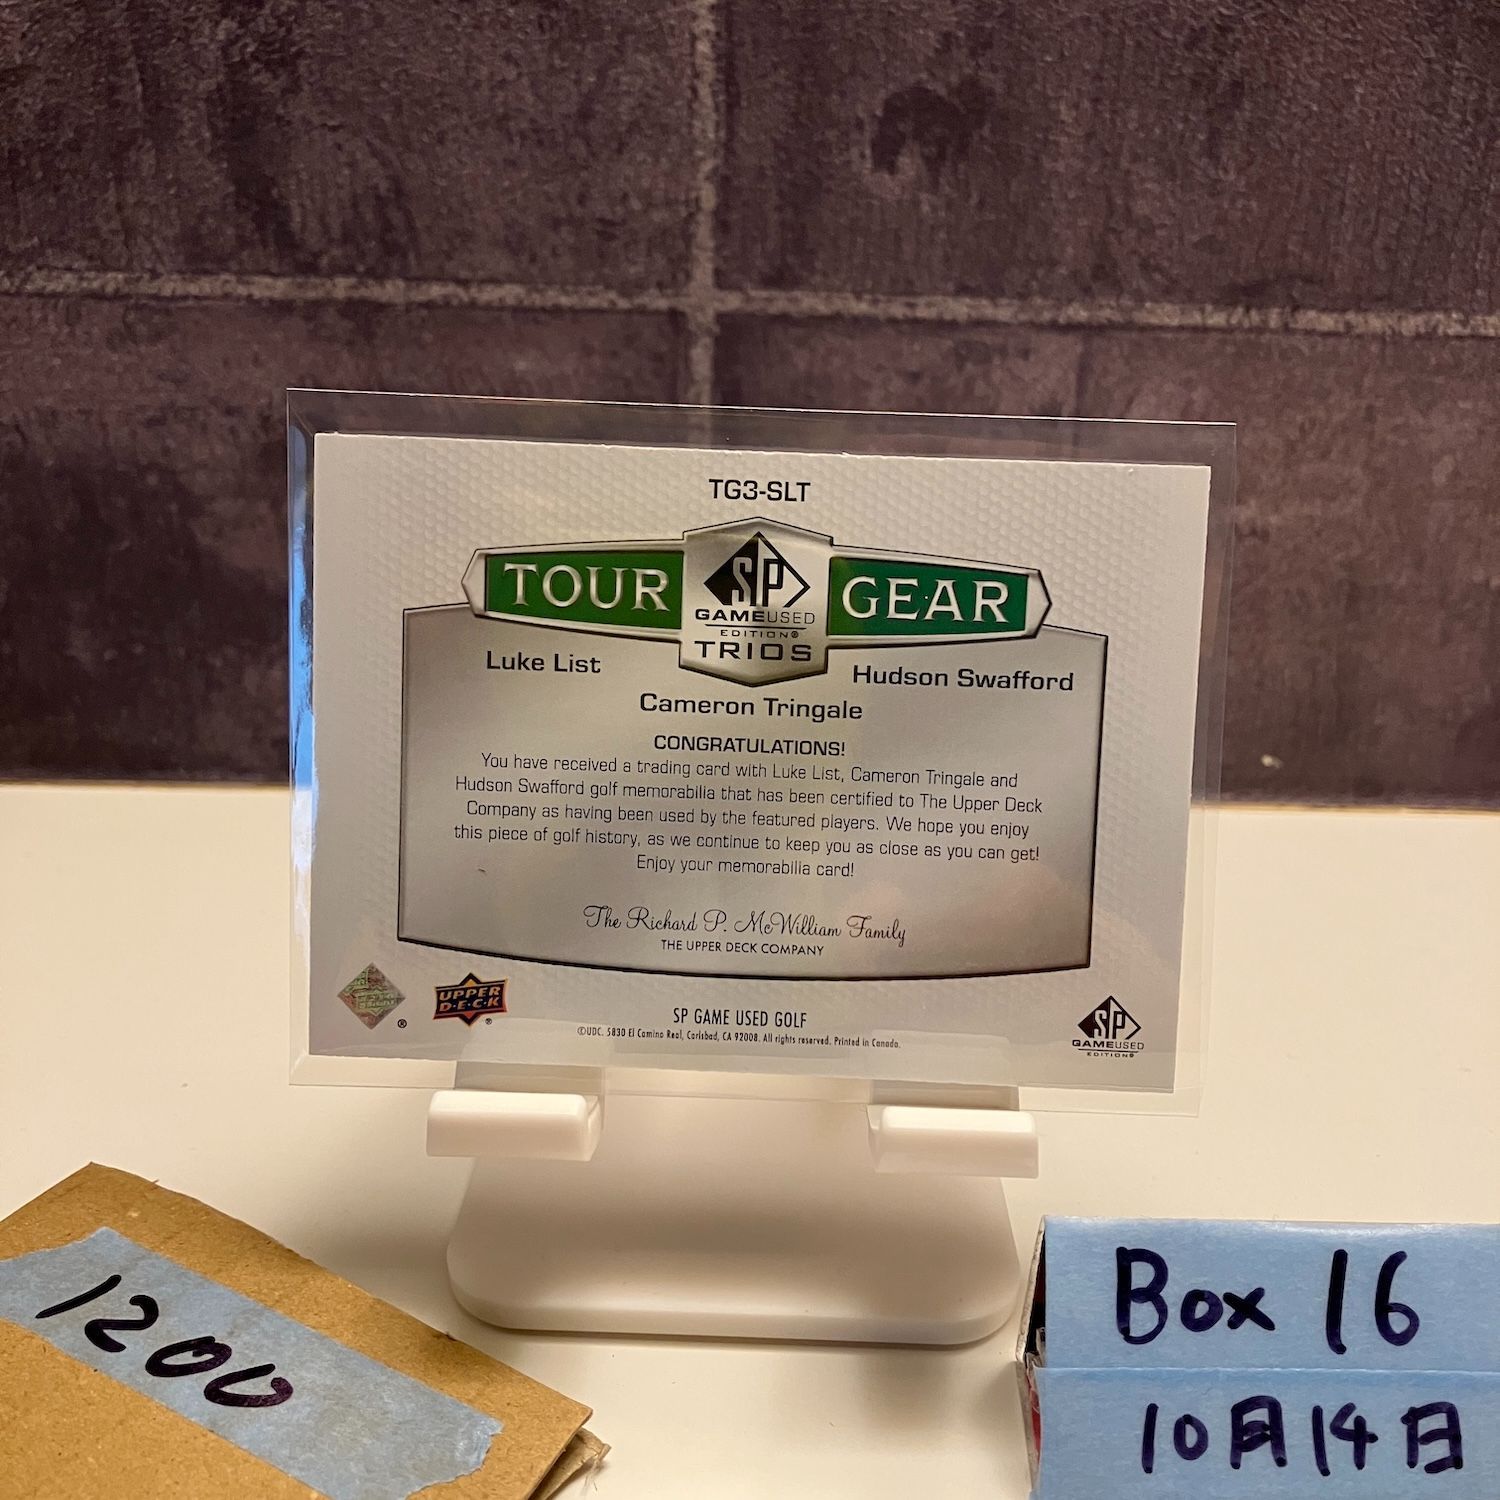 TG3-SLT
TOUR SP GEAR
GAMEUSED
EDITION®
TRIOS
Luke List
Hudson Swafford
Cameron Tringale
CONGRATULATIONS!
You have received a trading card with Luke List, Cameron Tringale and
Hudson Swafford golf memorabilia that has been certified to The Upper Deck
Company as having been used by the featured players. We hope you enjoy
this piece of golf history, as we continue to keep you as close as you can get!
Enjoy your memorabilia card!
The Richard P. McWilliam Family
THE UPPER DECK COMPANY
UPPER
D·E·C·K
®
®
SP GAME USED GOLF
©UDC. 5830 El Camino Real, Carlsbad, CA 92008. All rights reserved. Printed in Canada.
SP
GAMEUSED
EDITION®
1200
Box 16
10月14日